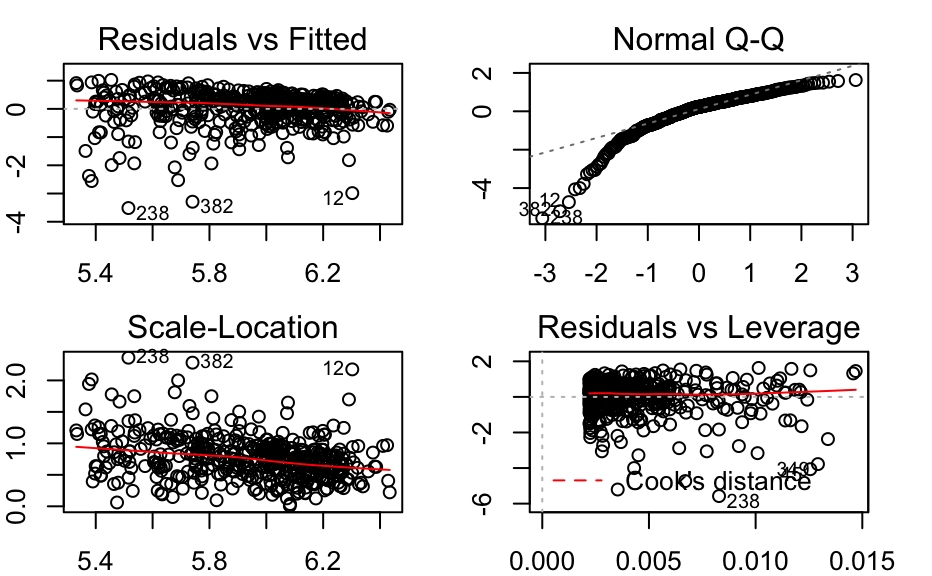 Residuals vs Fitted
0
-2
-4
238
382
12
5.4 5.8 6.2
Normal Q-Q
2
0
-4
12
382
238
-3 -2 -1 0 1 2 3
Scale-Location
2.0
1.0
0.0
238
382
12
5.4 5.8 6.2
Residuals vs Leverage
2
-2
-6
Cook's distance
349
238
0.000 0.005 0.010 0.015